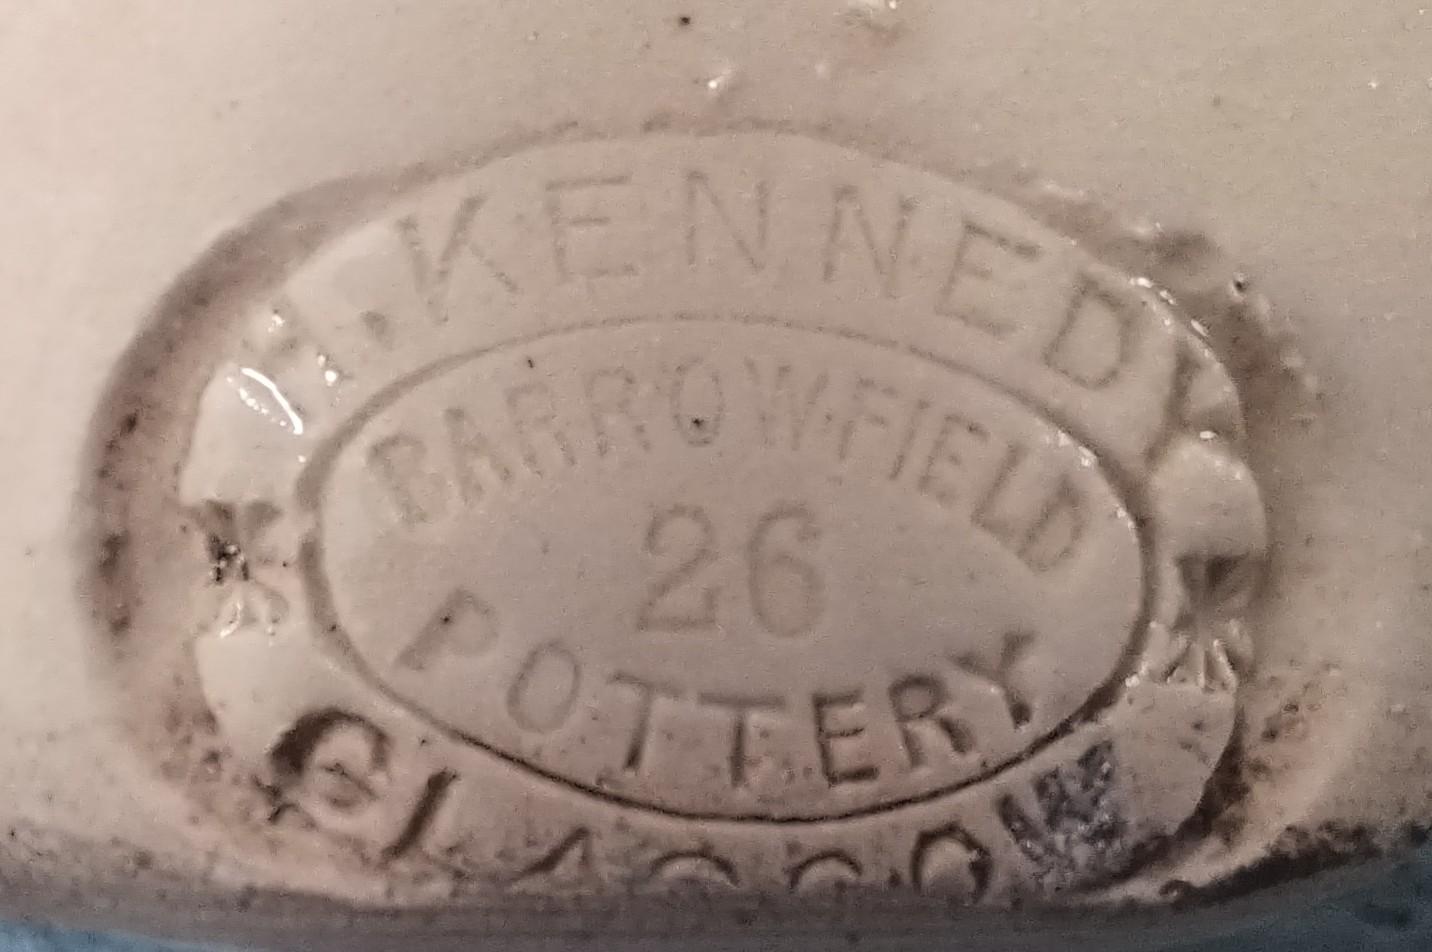 H.KENNEDY
BARROWFIELD
26
POTTERY
GLASGOW